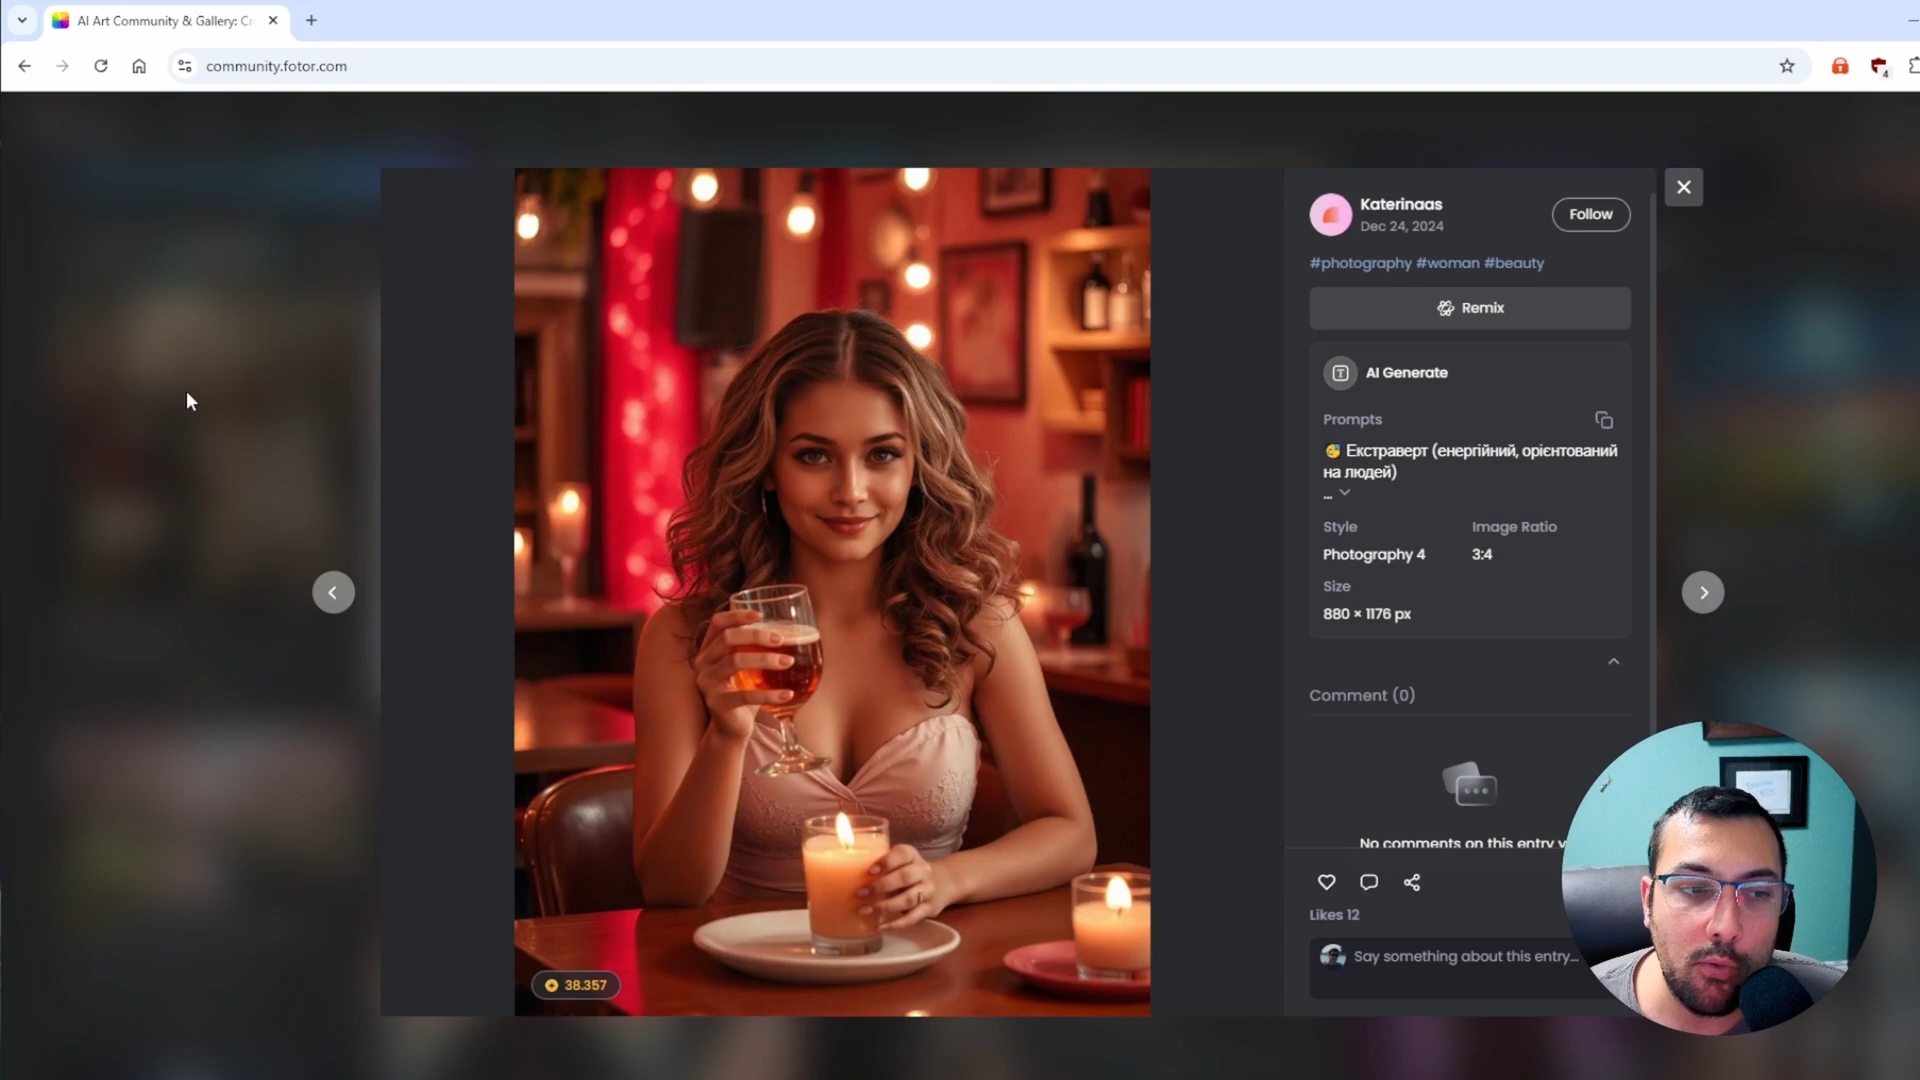 AI Art Community & Gallery: Cr
community.fotor.com
4
Katerinaas
Dec 24, 2024
Follow
#photography #woman #beauty
Remix
AI Generate
Prompts
🥳 Екстраверт (енергійний, орієнтований
на людей)
...
Style
Image Ratio
Photography 4
3:4
Size
880 × 1176 px
Comment (0)
No comments on this entry y
Likes 12
Say something about this entry...
38.357